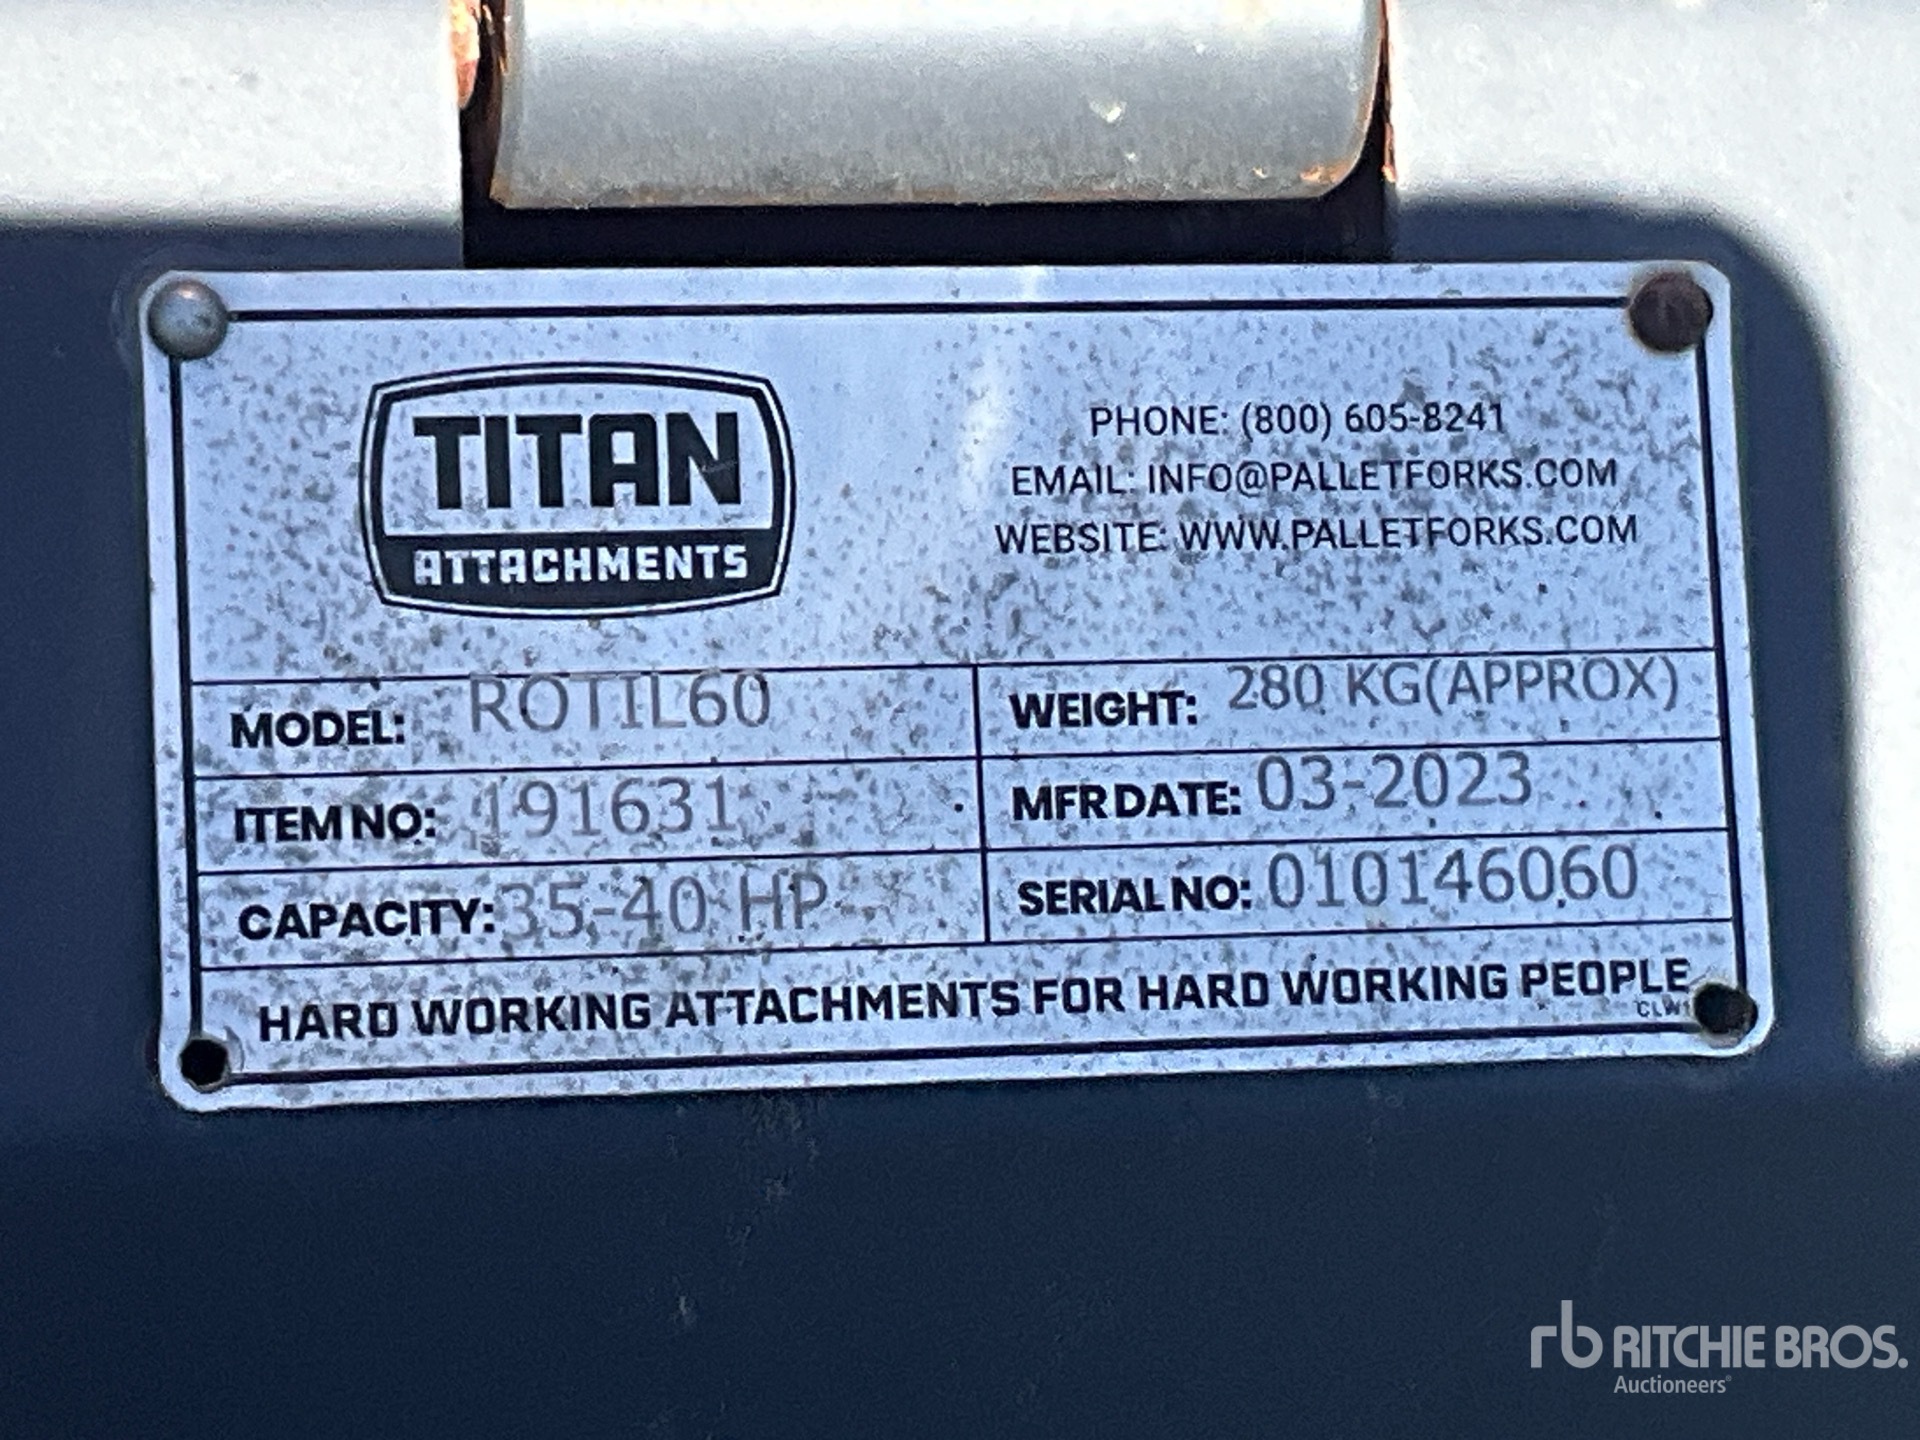 TITAN
ATTACHMENTS
PHONE: (800) 605-8241
EMAIL: INFO@PALLETFORKS.COM
WEBSITE: WWW.PALLETFORKS.COM
MODEL: ROTIL60
WEIGHT: 280 KG(APPROX)
ITEM NO: 191631
MFR DATE: 03-2023
CAPACITY: 35-40 HP
SERIAL NO: 010146060
HARD WORKING ATTACHMENTS FOR HARD WORKING PEOPLE
rb RITCHIE BROS.
Auctioneers